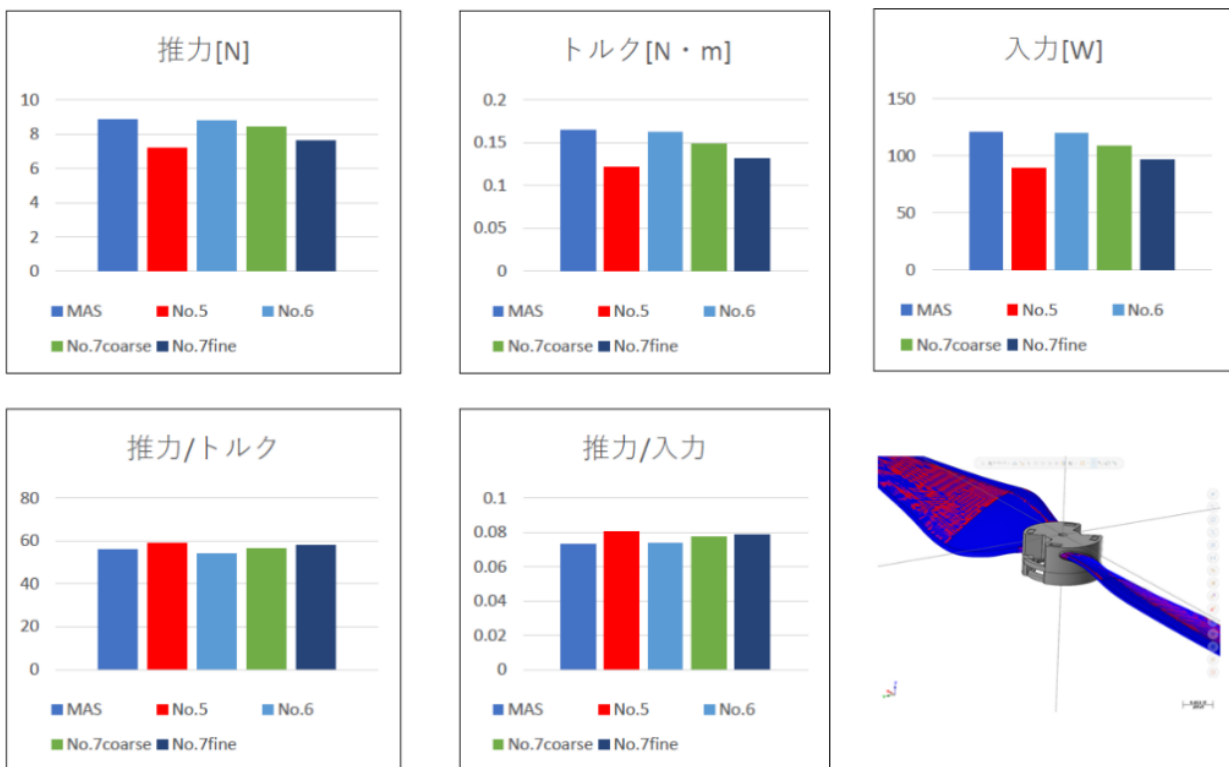 推力[N]
10
8
6
4
2
0
MAS No.5 No.6
No.7coarse No.7fine
トルク[N・m]
0.2
0.15
0.1
0.05
0
MAS No.5 No.6
No.7coarse No.7fine
入力[W]
150
100
50
0
MAS No.5 No.6
No.7coarse No.7fine
推力/トルク
80
60
40
20
0
MAS No.5 No.6
No.7coarse No.7fine
推力/入力
0.1
0.08
0.06
0.04
0.02
0
MAS No.5 No.6
No.7coarse No.7fine